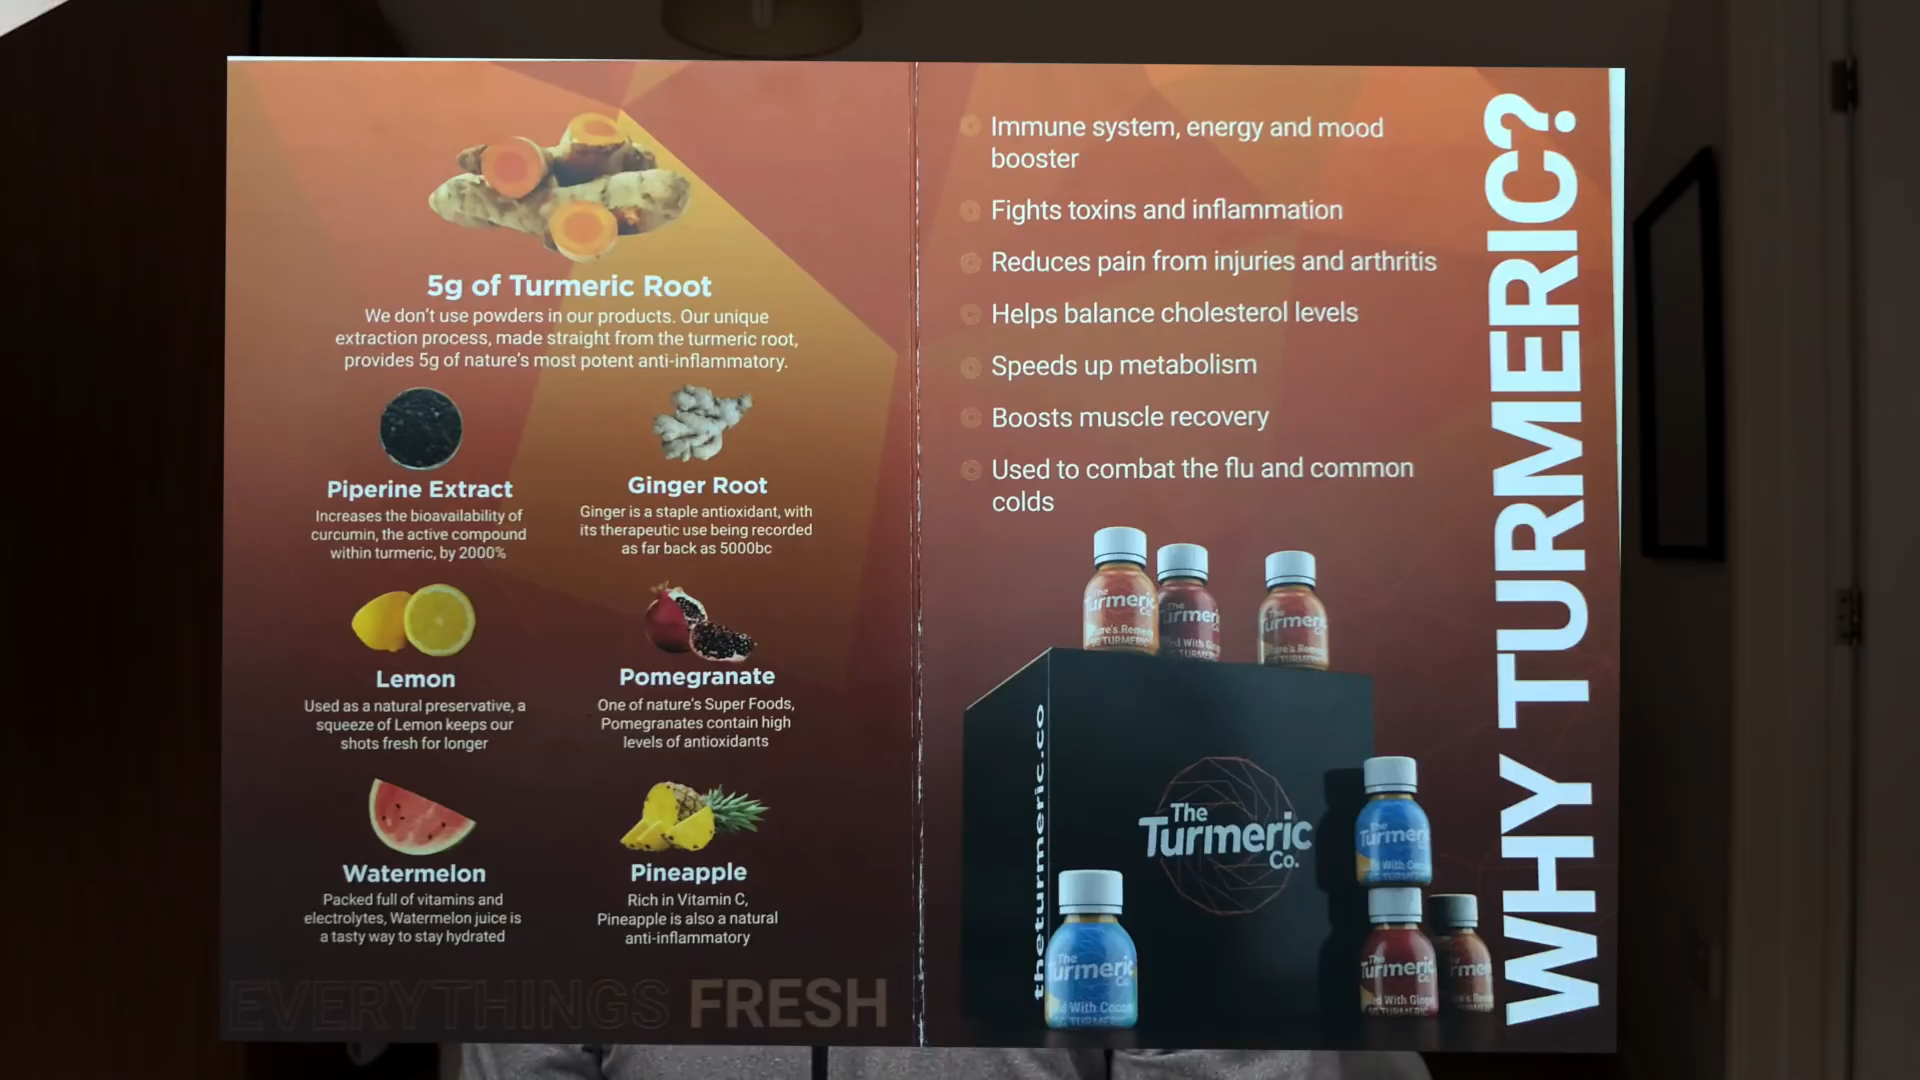 5g of Turmeric Root
We don't use powders in our products. Our unique
extraction process, made straight from the turmeric root,
provides 5g of nature's most potent anti-inflammatory.
Piperine Extract
Increases the bioavailability of
curcumin, the active compound
within turmeric, by 2000%
Ginger Root
Ginger is a staple antioxidant, with
its therapeutic use being recorded
as far back as 5000bc
Lemon
Used as a natural preservative, a
squeeze of Lemon keeps our
shots fresh for longer
Pomegranate
One of nature's Super Foods,
Pomegranates contain high
levels of antioxidants
Watermelon
Packed full of vitamins and
electrolytes, Watermelon juice is
a tasty way to stay hydrated
Pineapple
Rich in Vitamin C,
Pineapple is also a natural
anti-inflammatory
EVERYTHINGS FRESH
Immune system, energy and mood
booster
Fights toxins and inflammation
Reduces pain from injuries and arthritis
Helps balance cholesterol levels
Speeds up metabolism
Boosts muscle recovery
Used to combat the flu and common
colds
WHY TURMERIC?
theturmeric.co
The
Turmeric
Co.